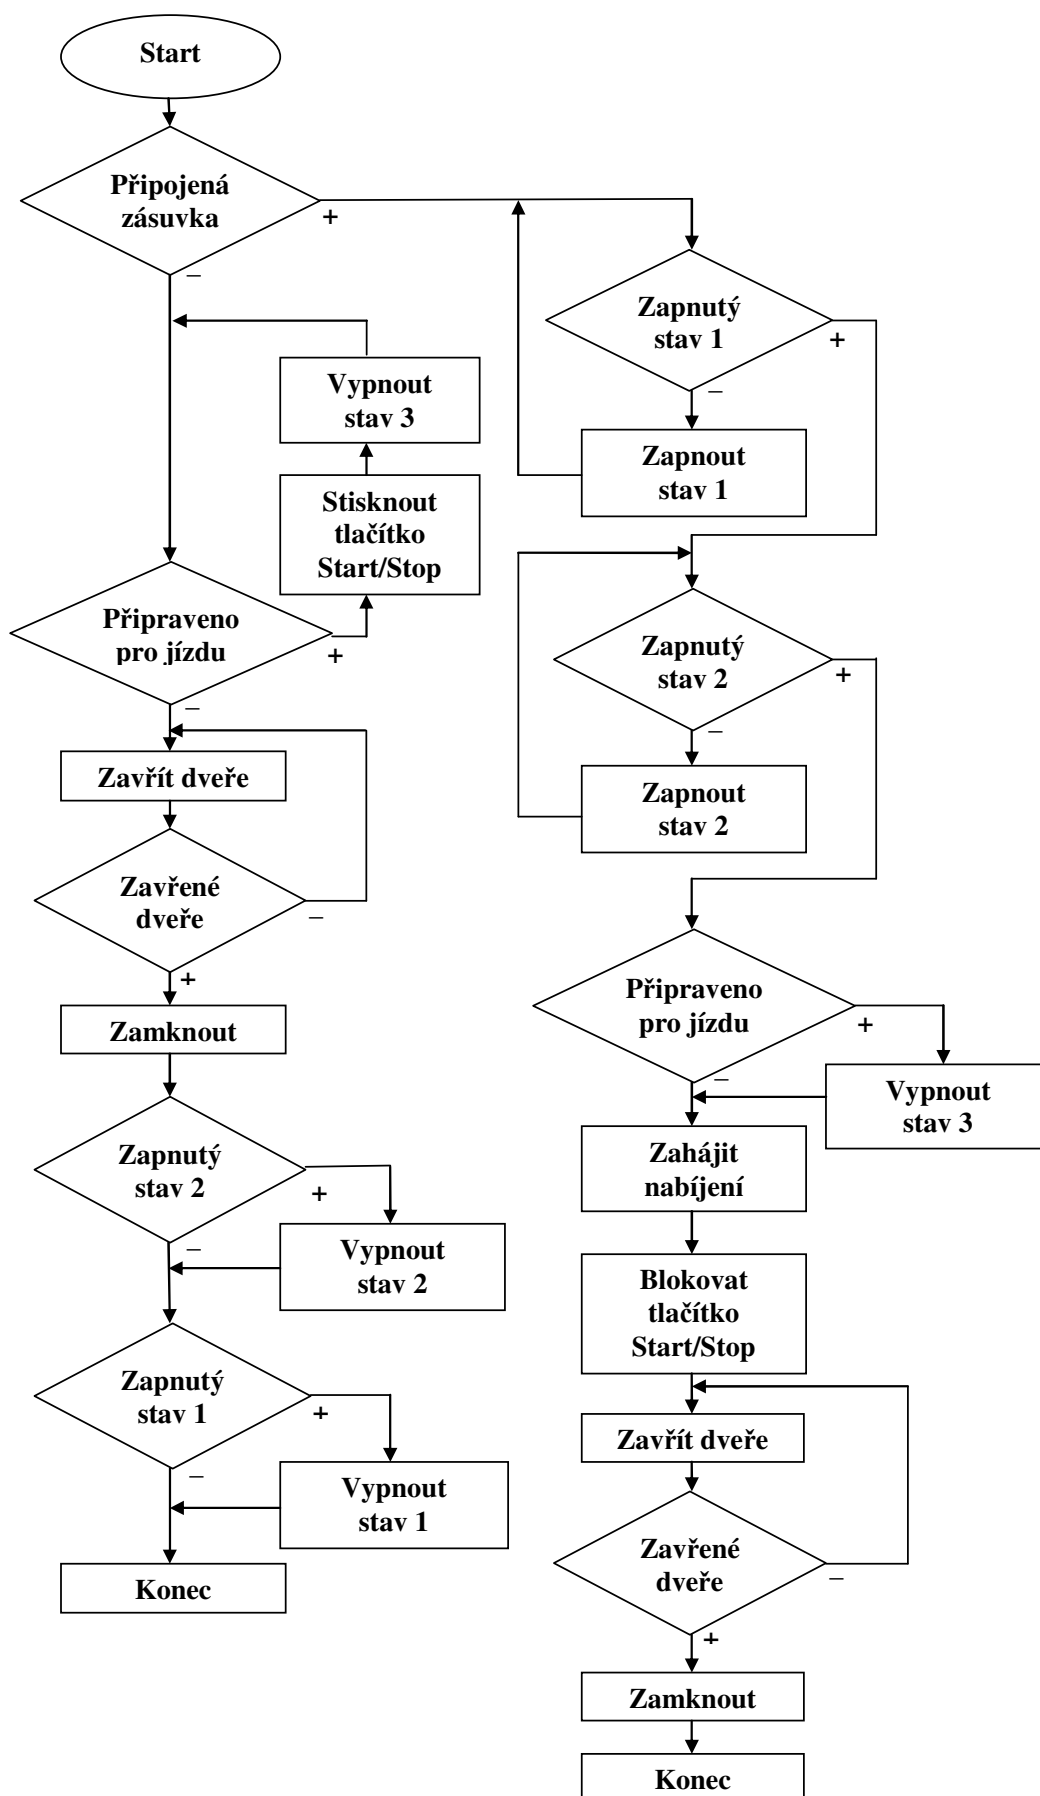 Start
Připojená
zásuvka
+
–
Vypnout
stav 3
Stisknout
tlačítko
Start/Stop
Připraveno
pro jízdu
+
–
Zavřít dveře
Zavřené
dveře
–
+
Zamknout
Zapnutý
stav 2
+
–
Vypnout
stav 2
Zapnutý
stav 1
+
–
Vypnout
stav 1
Konec
Zapnutý
stav 1
+
–
Zapnout
stav 1
Zapnutý
stav 2
+
–
Zapnout
stav 2
Připraveno
pro jízdu
+
–
Vypnout
stav 3
Zahájit
nabíjení
Blokovat
tlačítko
Start/Stop
Zavřít dveře
Zavřené
dveře
–
+
Zamknout
Konec